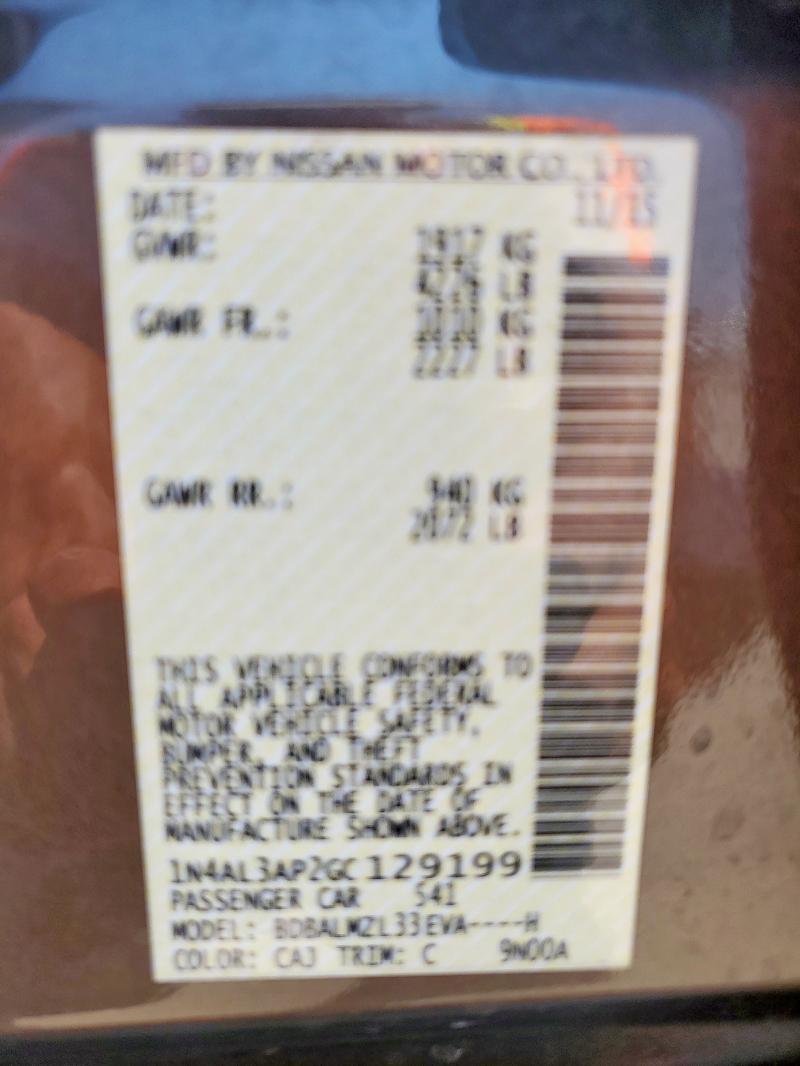 MFD BY NISSAN MOTOR CO., LTD.
DATE: 11/15
GVWR: 1917 KG
4226 LB
GAWR FR.: 1010 KG
2227 LB
GAWR RR.: 940 KG
2072 LB
THIS VEHICLE CONFORMS TO
ALL APPLICABLE FEDERAL
MOTOR VEHICLE SAFETY,
BUMPER, AND THEFT
PREVENTION STANDARDS IN
EFFECT ON THE DATE OF
MANUFACTURE SHOWN ABOVE.
1N4AL3AP2GC129199
PASSENGER CAR 541
MODEL: BDBALMZL33EVA----H
COLOR: CAJ TRIM: C 9N00A